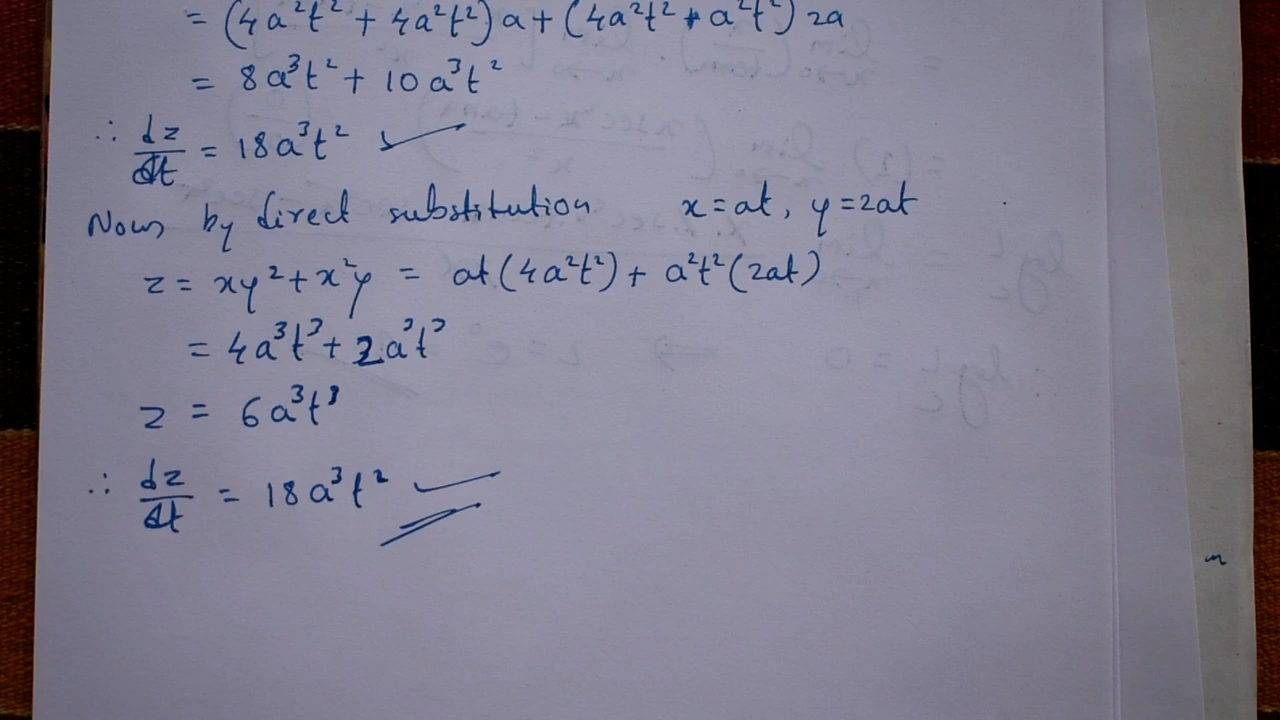 = (4a²t² + 4a²t²) a + (4a²t² + a²t²) 2a
= 8a³t² + 10a³t²
∴ dz/dt = 18a³t² ✓
Now by direct substitution x = at, y = 2at
z = xy² + x²y = at(4a²t²) + a²t²(2at)
= 4a³t³ + 2a³t³
z = 6a³t³
∴ dz/dt = 18a³t² ✓